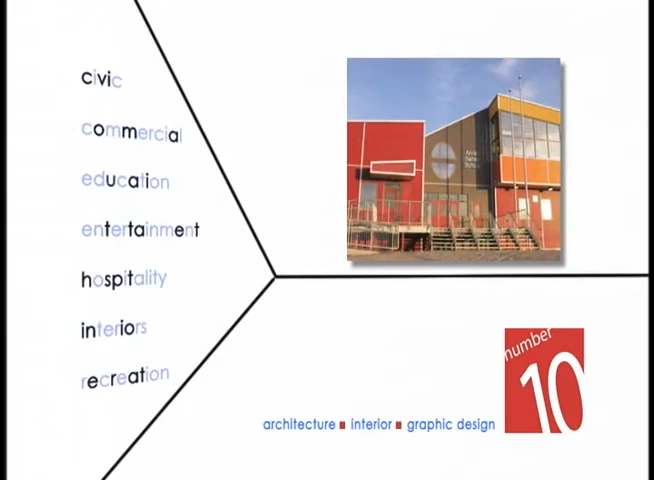 civic
commercial
education
entertainment
hospitality
interiors
recreation
number
10
architecture ▪ interior ▪ graphic design